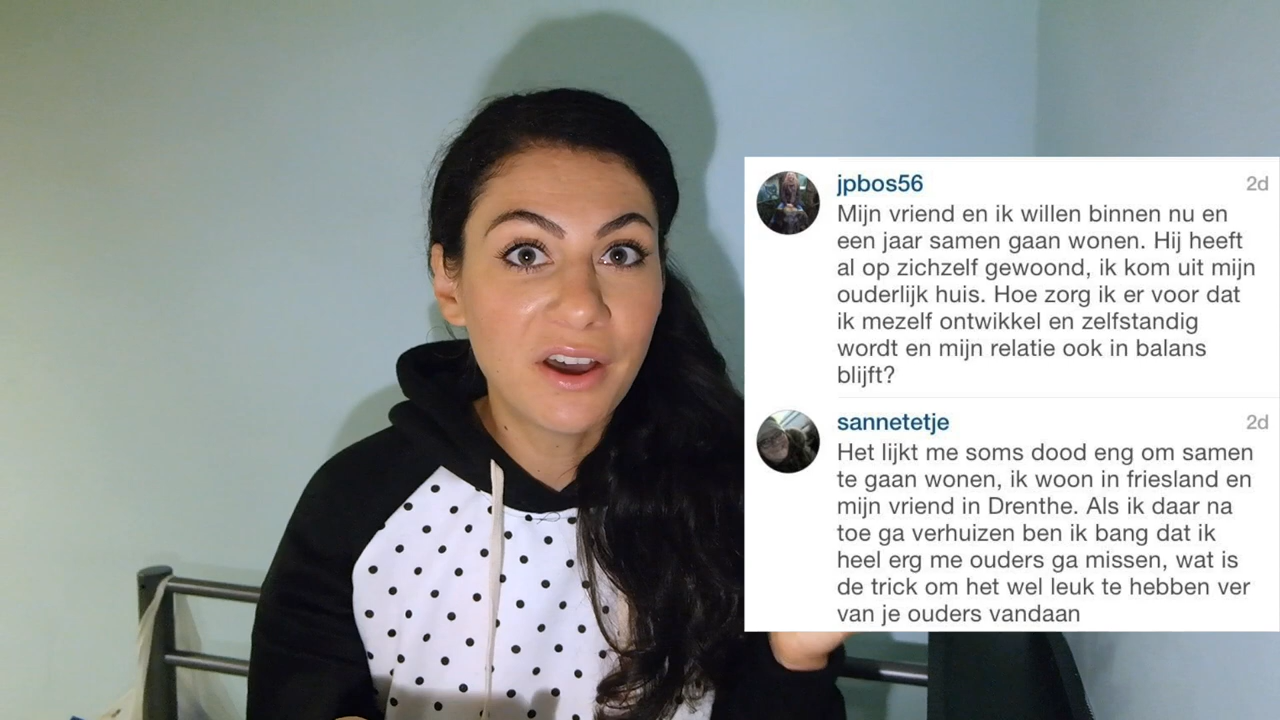 jpbos56
2d
Mijn vriend en ik willen binnen nu en
een jaar samen gaan wonen. Hij heeft
al op zichzelf gewoond, ik kom uit mijn
ouderlijk huis. Hoe zorg ik er voor dat
ik mezelf ontwikkel en zelfstandig
wordt en mijn relatie ook in balans
blijft?
sannetetje
2d
Het lijkt me soms dood eng om samen
te gaan wonen, ik woon in friesland en
mijn vriend in Drenthe. Als ik daar na
toe ga verhuizen ben ik bang dat ik
heel erg me ouders ga missen, wat is
de trick om het wel leuk te hebben ver
van je ouders vandaan